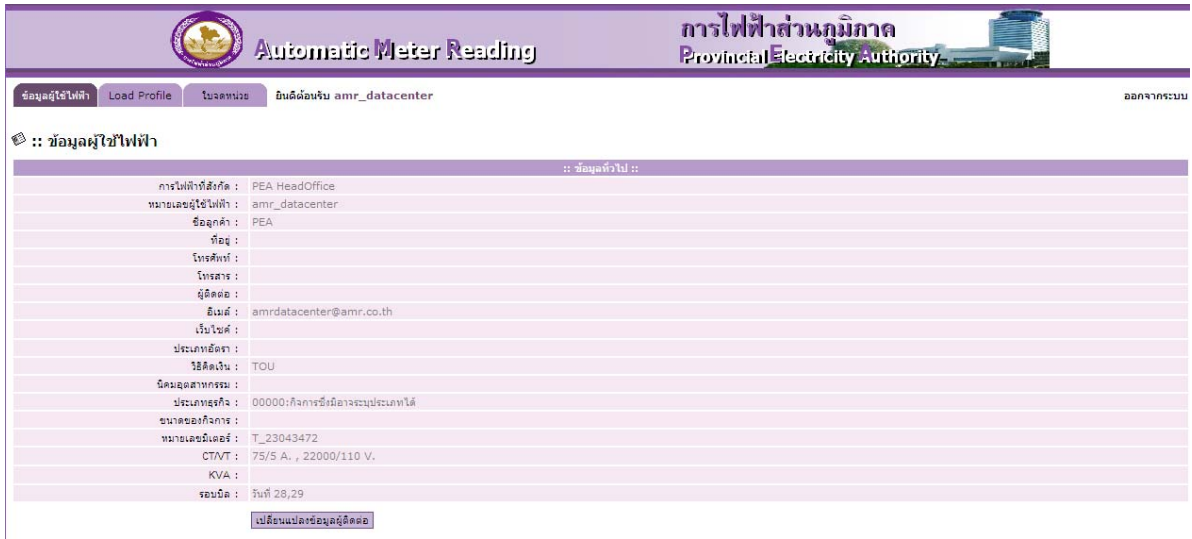 Automatic Meter Reading
การไฟฟ้าส่วนภูมิภาค
Provincial Electricity Authority
ข้อมูลผู้ใช้ไฟฟ้า Load Profile ใบจดหน่วย ยินดีต้อนรับ amr_datacenter ออกจากระบบ
:: ข้อมูลผู้ใช้ไฟฟ้า
:: ข้อมูลทั่วไป ::
การไฟฟ้าที่สังกัด : PEA HeadOffice
หมายเลขผู้ใช้ไฟฟ้า : amr_datacenter
ชื่อลูกค้า : PEA
ที่อยู่ :
โทรศัพท์ :
โทรสาร :
ผู้ติดต่อ :
อีเมล์ : amrdatacenter@amr.co.th
เว็บไซต์ :
ประเภทอัตรา :
วิธีคิดเงิน : TOU
นิคมอุตสาหกรรม :
ประเภทธุรกิจ : 00000:กิจการซึ่งมิอาจระบุประเภทได้
ขนาดของกิจการ :
หมายเลขมิเตอร์ : T_23043472
CT/VT : 75/5 A. , 22000/110 V.
KVA :
รอบบิล : วันที่ 28,29
เปลี่ยนแปลงข้อมูลผู้ติดต่อ